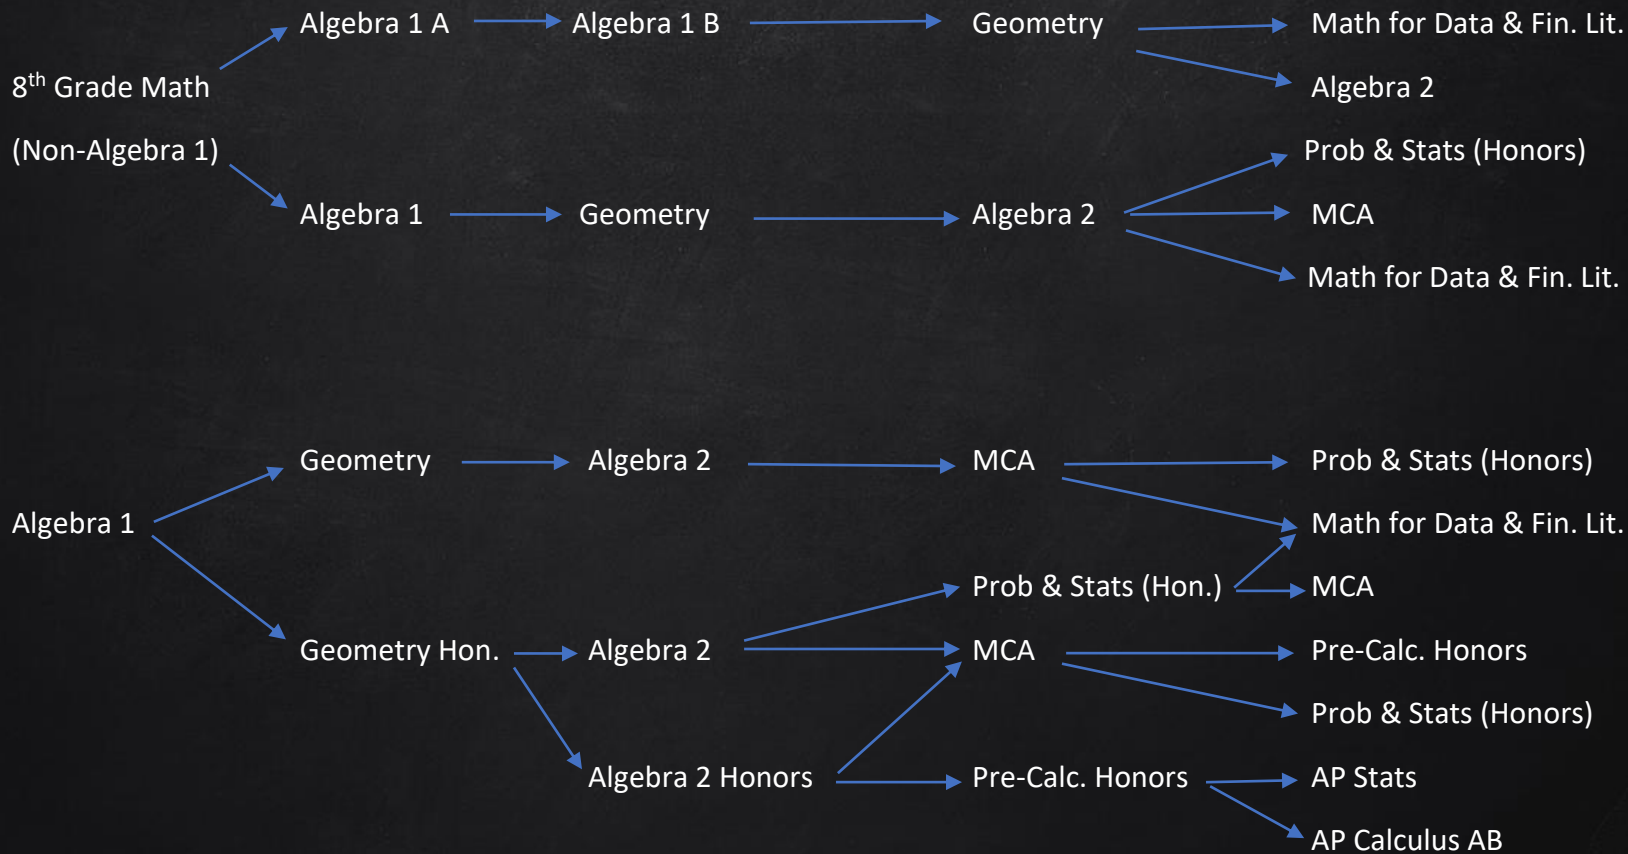 Algebra 1 A
Algebra 1 B
Geometry
Math for Data & Fin. Lit.
8th Grade Math
Algebra 2
(Non-Algebra 1)
Prob & Stats (Honors)
Algebra 1
Geometry
Algebra 2
MCA
Math for Data & Fin. Lit.
Geometry
Algebra 2
MCA
Prob & Stats (Honors)
Algebra 1
Math for Data & Fin. Lit.
Prob & Stats (Hon.)
MCA
Geometry Hon.
Algebra 2
MCA
Pre-Calc. Honors
Prob & Stats (Honors)
Algebra 2 Honors
Pre-Calc. Honors
AP Stats
AP Calculus AB